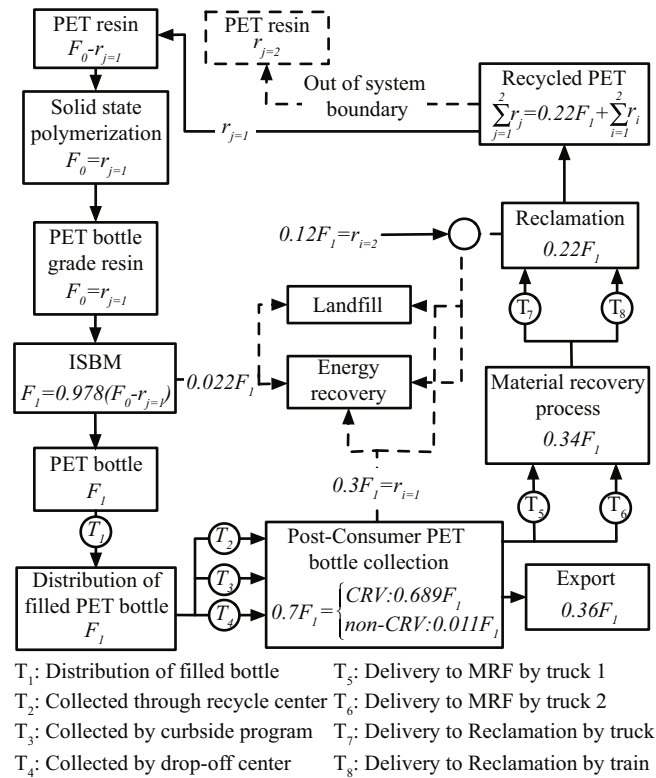 PET resin
F₀-rⱼ₌₁
PET resin
rⱼ₌₂
Out of system
boundary
rⱼ₌₁
Recycled PET
∑²ⱼ₌₁rⱼ=0.22F₁+∑²ᵢ₌₁rᵢ
Solid state
polymerization
F₀=rⱼ₌₁
PET bottle
grade resin
F₀=rⱼ₌₁
0.12F₁=rᵢ₌₂
Reclamation
0.22F₁
Landfill
T₇
T₈
ISBM
F₁=0.978(F₀-rⱼ₌₁)
0.022F₁
Energy
recovery
Material recovery
process
0.34F₁
PET bottle
F₁
0.3F₁=rᵢ₌₁
T₁
T₅
T₆
Distribution of
filled PET bottle
F₁
T₂
T₃
T₄
Post-Consumer PET
bottle collection
0.7F₁={CRV:0.689F₁
non-CRV:0.011F₁
Export
0.36F₁
T₁: Distribution of filled bottle
T₂: Collected through recycle center
T₃: Collected by curbside program
T₄: Collected by drop-off center
T₅: Delivery to MRF by truck 1
T₆: Delivery to MRF by truck 2
T₇: Delivery to Reclamation by truck
T₈: Delivery to Reclamation by train